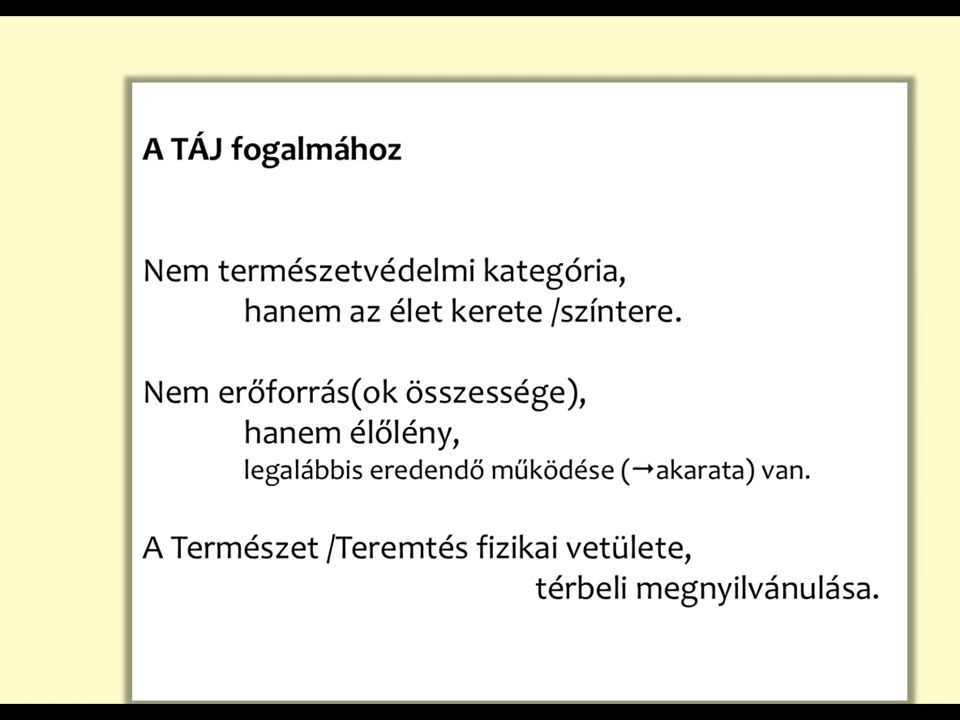 A TÁJ fogalmához
Nem természetvédelmi kategória,
hanem az élet kerete /színtere.
Nem erőforrás(ok összessége),
hanem élőlény,
legalábbis eredendő működése (→akarata) van.
A Természet /Teremtés fizikai vetülete,
térbeli megnyilvánulása.